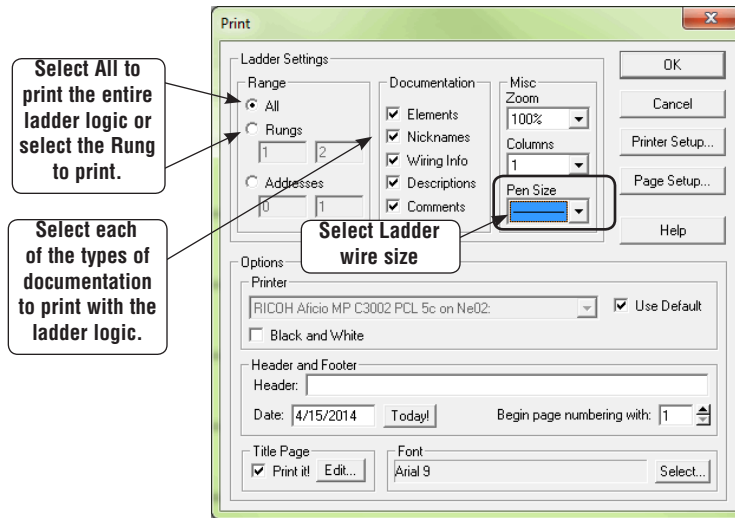 Print
Select All to
print the entire
ladder logic or
select the Rung
to print.
Select each
of the types of
documentation
to print with the
ladder logic.
Ladder Settings
Range
All
Rungs
1 2
Addresses
0 1
Documentation
Elements
Nicknames
Wiring Info
Descriptions
Comments
Misc
Zoom
100%
Columns
1
Pen Size
Select Ladder
wire size
OK
Cancel
Printer Setup...
Page Setup...
Help
Options
Printer
RICOH Aficio MP C3002 PCL 5c on Ne02:
Use Default
Black and White
Header and Footer
Header:
Date: 4/15/2014 Today! Begin page numbering with: 1
Title Page
Print it! Edit...
Font
Arial 9 Select...